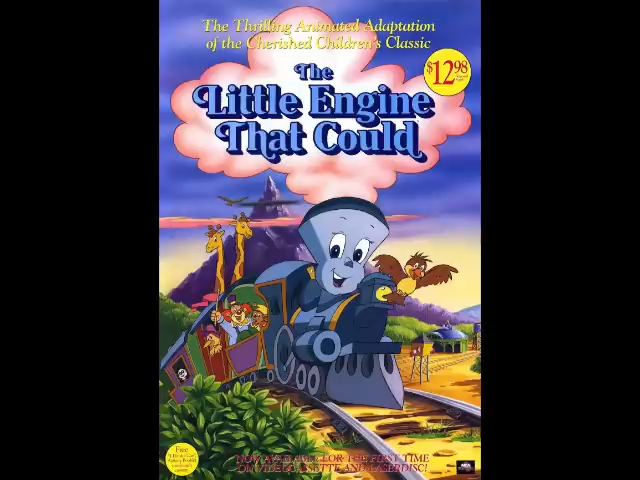 The Thrilling Animated Adaptation
of the Cherished Children's Classic
$12.98
The
Little Engine
That Could
Free
NOW AVAILABLE FOR THE FIRST TIME
ON VIDEOCASSETTE AND LASERDISC!